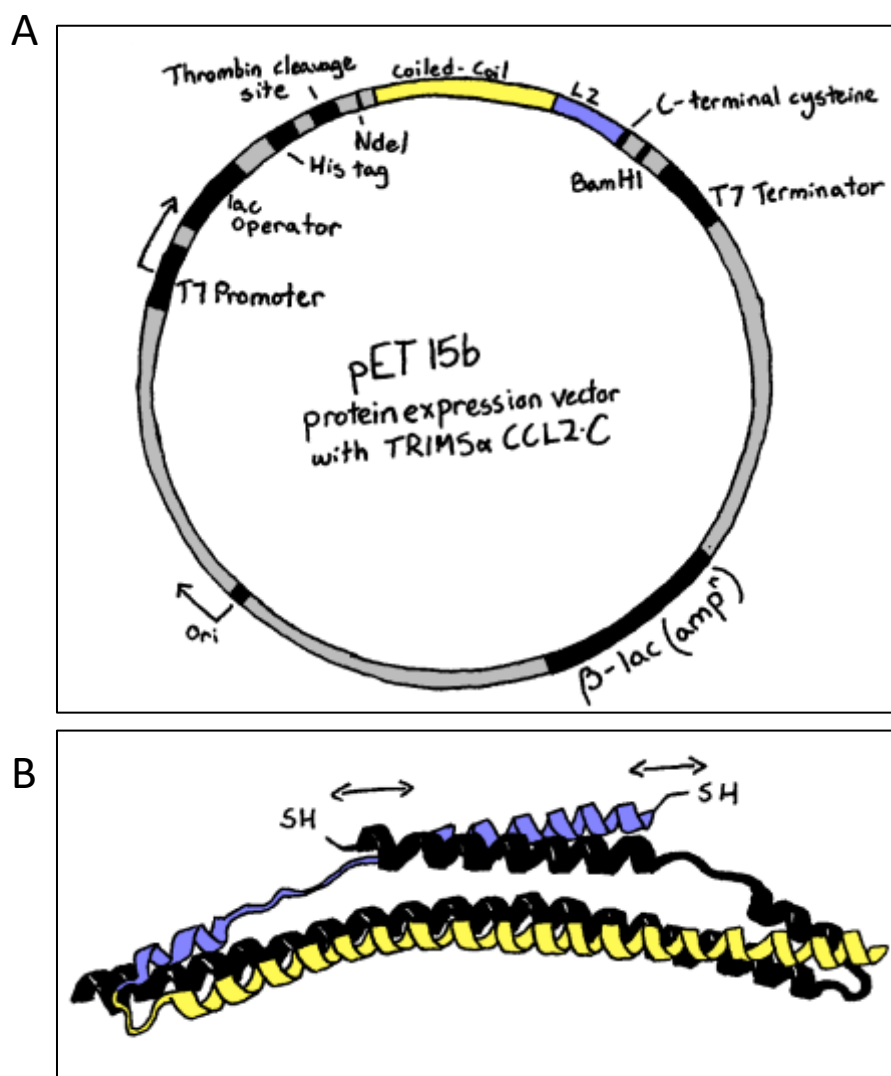 A
Thrombin cleavage
site
coiled-coil
L2
C-terminal cysteine
NdeI
His tag
BamHI
T7 Terminator
lac
operator
T7 Promoter
pET 15b
protein expression vector
with TRIM5α CCL2-C
Ori
β-lac (ampʳ)
B
SH
SH